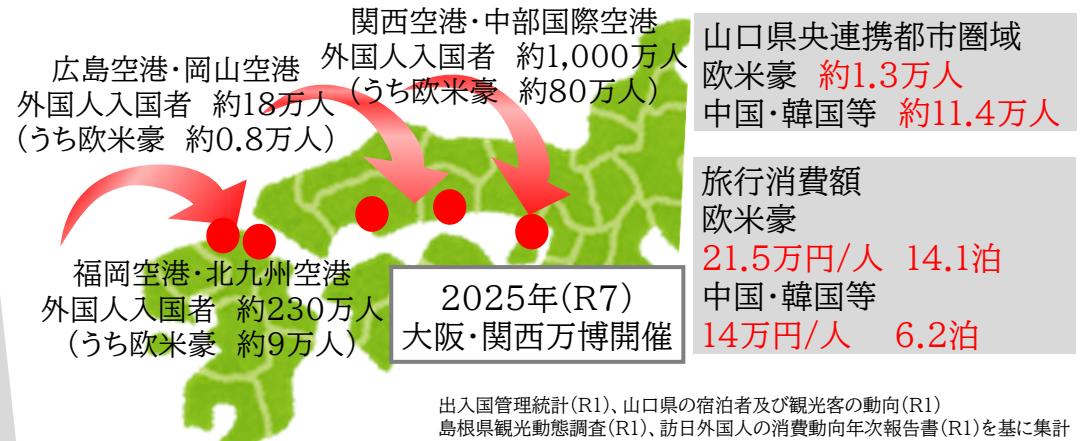 関西空港・中部国際空港
外国人入国者 約1,000万人
(うち欧米豪 約80万人)
広島空港・岡山空港
外国人入国者 約18万人
(うち欧米豪 約0.8万人)
福岡空港・北九州空港
外国人入国者 約230万人
(うち欧米豪 約9万人)
2025年(R7)
大阪・関西万博開催
山口県央連携都市圏域
欧米豪 約1.3万人
中国・韓国等 約11.4万人
旅行消費額
欧米豪
21.5万円/人 14.1泊
中国・韓国等
14万円/人 6.2泊
出入国管理統計(R1)、山口県の宿泊者及び観光客の動向(R1)
島根県観光動態調査(R1)、訪日外国人の消費動向年次報告書(R1)を基に集計